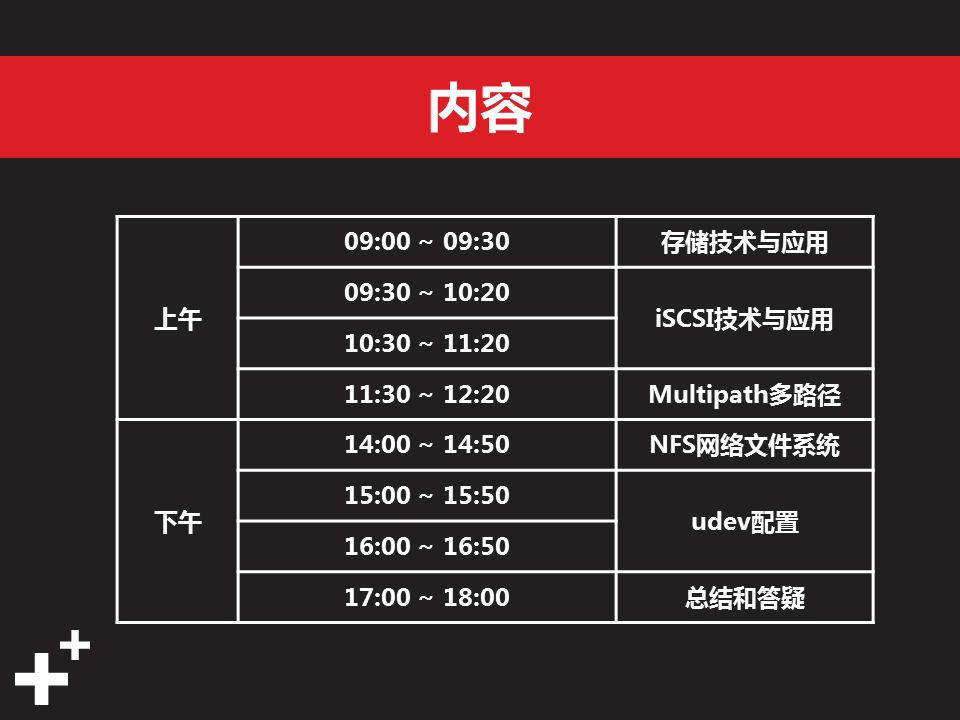 内容
上午
09:00 ~ 09:30
存储技术与应用
09:30 ~ 10:20
iSCSI技术与应用
10:30 ~ 11:20
11:30 ~ 12:20
Multipath多路径
下午
14:00 ~ 14:50
NFS网络文件系统
15:00 ~ 15:50
udev配置
16:00 ~ 16:50
17:00 ~ 18:00
总结和答疑